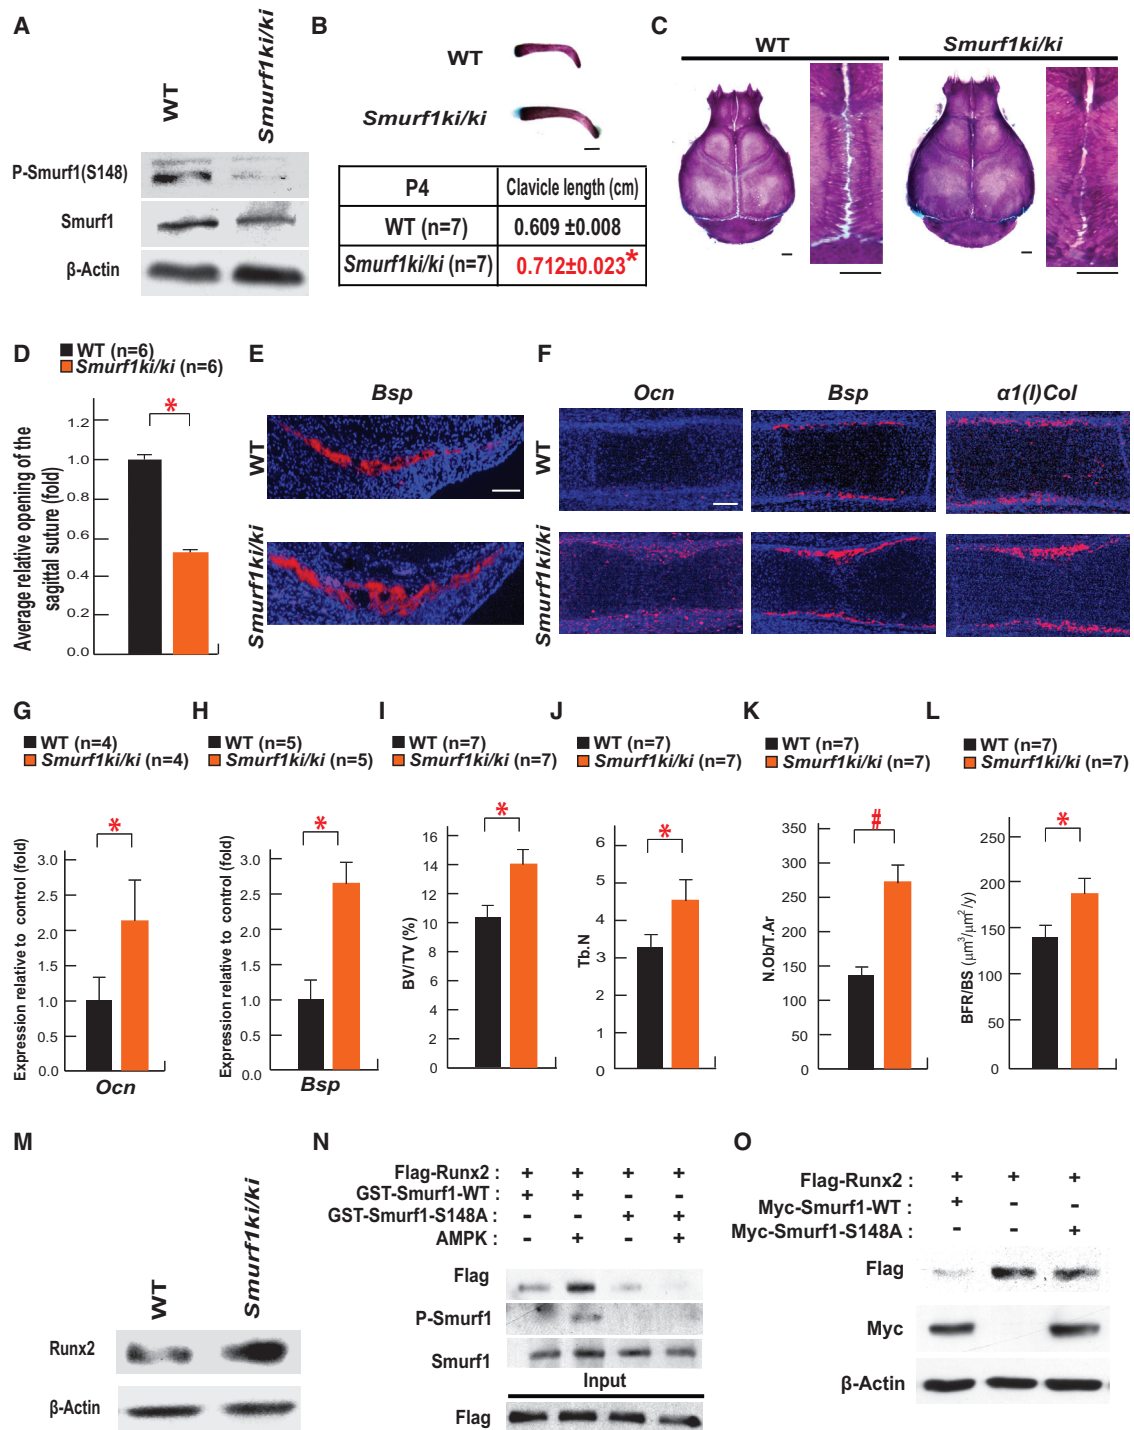 A
WT
Smurf1ki/ki
P-Smurf1(S148)
Smurf1
β-Actin
B
WT
Smurf1ki/ki
P4 Clavicle length (cm)
WT (n=7) 0.609 ±0.008
Smurf1ki/ki (n=7) 0.712±0.023*
C
WT
Smurf1ki/ki
D
WT (n=6)
Smurf1ki/ki (n=6)
*
Average relative opening of the
sagittal suture (fold)
1.2
1.0
0.8
0.6
0.4
0.2
0.0
E
Bsp
WT
Smurf1ki/ki
F
Ocn Bsp α1(I)Col
WT
Smurf1ki/ki
G
WT (n=4)
Smurf1ki/ki (n=4)
*
Expression relative to control (fold)
3.0
2.5
2.0
1.5
1.0
0.5
0.0
Ocn
H
WT (n=5)
Smurf1ki/ki (n=5)
*
Expression relative to control (fold)
3.0
2.5
2.0
1.5
1.0
0.5
0.0
Bsp
I
WT (n=7)
Smurf1ki/ki (n=7)
*
BV/TV (%)
16
14
12
10
8
6
4
2
0
J
WT (n=7)
Smurf1ki/ki (n=7)
*
Tb.N
6
5
4
3
2
1
0
K
WT (n=7)
Smurf1ki/ki (n=7)
#
N.Ob/T.Ar
350
300
250
200
150
100
50
0
L
WT (n=7)
Smurf1ki/ki (n=7)
*
BFR/BS (μm³/μm²/y)
250
200
150
100
50
0
M
WT
Smurf1ki/ki
Runx2
β-Actin
N
Flag-Runx2 : + + + +
GST-Smurf1-WT : + + - -
GST-Smurf1-S148A : - - + +
AMPK : - + - +
Flag
P-Smurf1
Smurf1
Input
Flag
O
Flag-Runx2 : + + +
Myc-Smurf1-WT : + - -
Myc-Smurf1-S148A : - - +
Flag
Myc
β-Actin